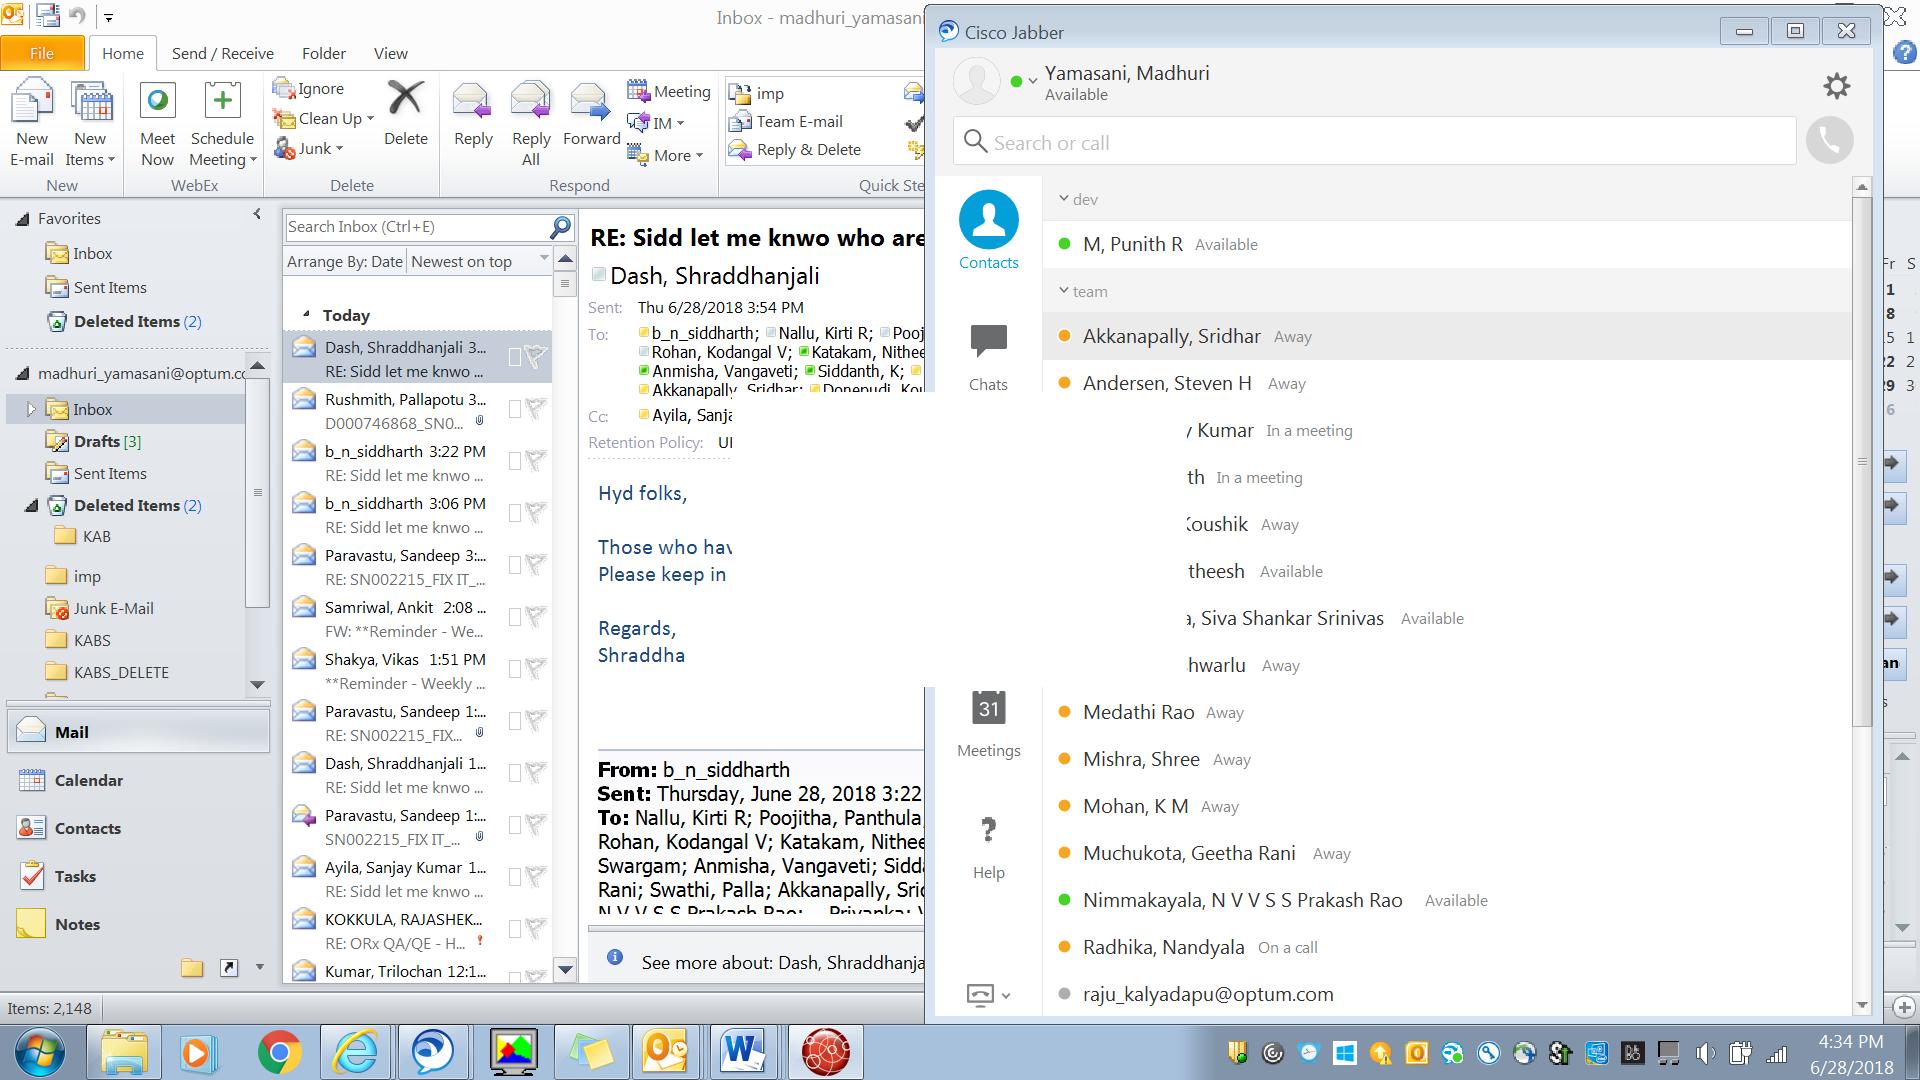 Inbox - madhuri_yamasani
File
Home
Send / Receive
Folder
View
New E-mail
New Items
New
Meet Now
Schedule Meeting
WebEx
Ignore
Clean Up
Junk
Delete
Delete
Reply
Reply All
Forward
Meeting
IM
More
Respond
imp
Team E-mail
Reply & Delete
Quick Ste
Favorites
Inbox
Sent Items
Deleted Items (2)
madhuri_yamasani@optum.co
Inbox
Drafts [3]
Sent Items
Deleted Items (2)
KAB
imp
Junk E-Mail
KABS
KABS_DELETE
Mail
Calendar
Contacts
Tasks
Notes
Items: 2,148
Search Inbox (Ctrl+E)
Arrange By: Date Newest on top
Today
Dash, Shraddhanjali 3...
RE: Sidd let me knwo ...
Rushmith, Pallapotu 3...
D000746868_SN0...
b_n_siddharth 3:22 PM
RE: Sidd let me knwo ...
b_n_siddharth 3:06 PM
RE: Sidd let me knwo ...
Paravastu, Sandeep 3:...
RE: SN002215_FIX IT_...
Samriwal, Ankit 2:08 ...
FW: **Reminder - We...
Shakya, Vikas 1:51 PM
**Reminder - Weekly ...
Paravastu, Sandeep 1:...
RE: SN002215_FIX...
Dash, Shraddhanjali 1...
RE: Sidd let me knwo ...
Paravastu, Sandeep 1:...
SN002215_FIX IT_...
Ayila, Sanjay Kumar 1...
RE: Sidd let me knwo ...
KOKKULA, RAJASHEK...
RE: ORx QA/QE - H...
Kumar, Trilochan 12:1...
RE: Sidd let me knwo who are
Dash, Shraddhanjali
Sent: Thu 6/28/2018 3:54 PM
To: b_n_siddharth; Nallu, Kirti R; Pooj
Rohan, Kodangal V; Katakam, Nithee
Anmisha, Vangaveti; Siddanth, K;
Akkanapally, Sridhar; Donepudi, Kou
Cc: Ayila, Sanja
Retention Policy: UI
Hyd folks,
Those who hav
Please keep in
Regards,
Shraddha
From: b_n_siddharth
Sent: Thursday, June 28, 2018 3:22
To: Nallu, Kirti R; Poojitha, Panthula,
Rohan, Kodangal V; Katakam, Nithee
Swargam; Anmisha, Vangaveti; Sidda
Rani; Swathi, Palla; Akkanapally, Srid
N V V S S Prakash Rao; Priyanka;
See more about: Dash, Shraddhanja
Cisco Jabber
Yamasani, Madhuri
Available
Search or call
Contacts
Chats
31
Meetings
Help
dev
M, Punith R Available
team
Akkanapally, Sridhar Away
Andersen, Steven H Away
y Kumar In a meeting
th In a meeting
Koushik Away
theesh Available
a, Siva Shankar Srinivas Available
hwarlu Away
Medathi Rao Away
Mishra, Shree Away
Mohan, K M Away
Muchukota, Geetha Rani Away
Nimmakayala, N V V S S Prakash Rao Available
Radhika, Nandyala On a call
raju_kalyadapu@optum.com
Fr S
1
8
15 1
22 2
29 3
6
an
4:34 PM
6/28/2018